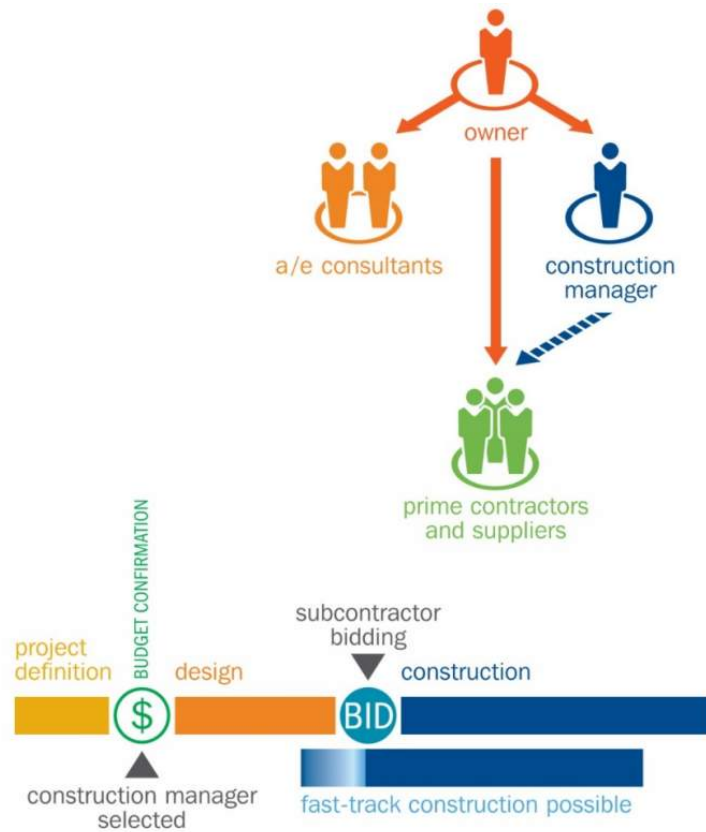 owner
a/e consultants
construction
manager
prime contractors
and suppliers
BUDGET CONFIRMATION
subcontractor
bidding
project
definition
design
construction
$
BID
construction manager
selected
fast-track construction possible